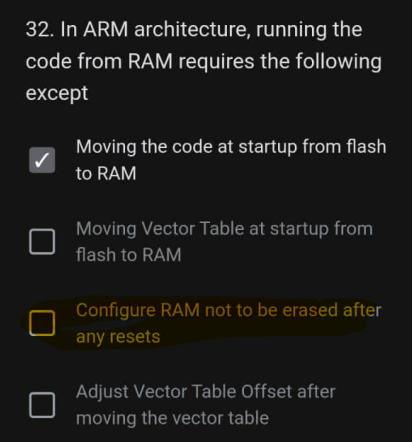 32. In ARM architecture, running the
code from RAM requires the following
except
Moving the code at startup from flash
to RAM
Moving Vector Table at startup from
flash to RAM
Configure RAM not to be erased after
any resets
Adjust Vector Table Offset after
moving the vector table